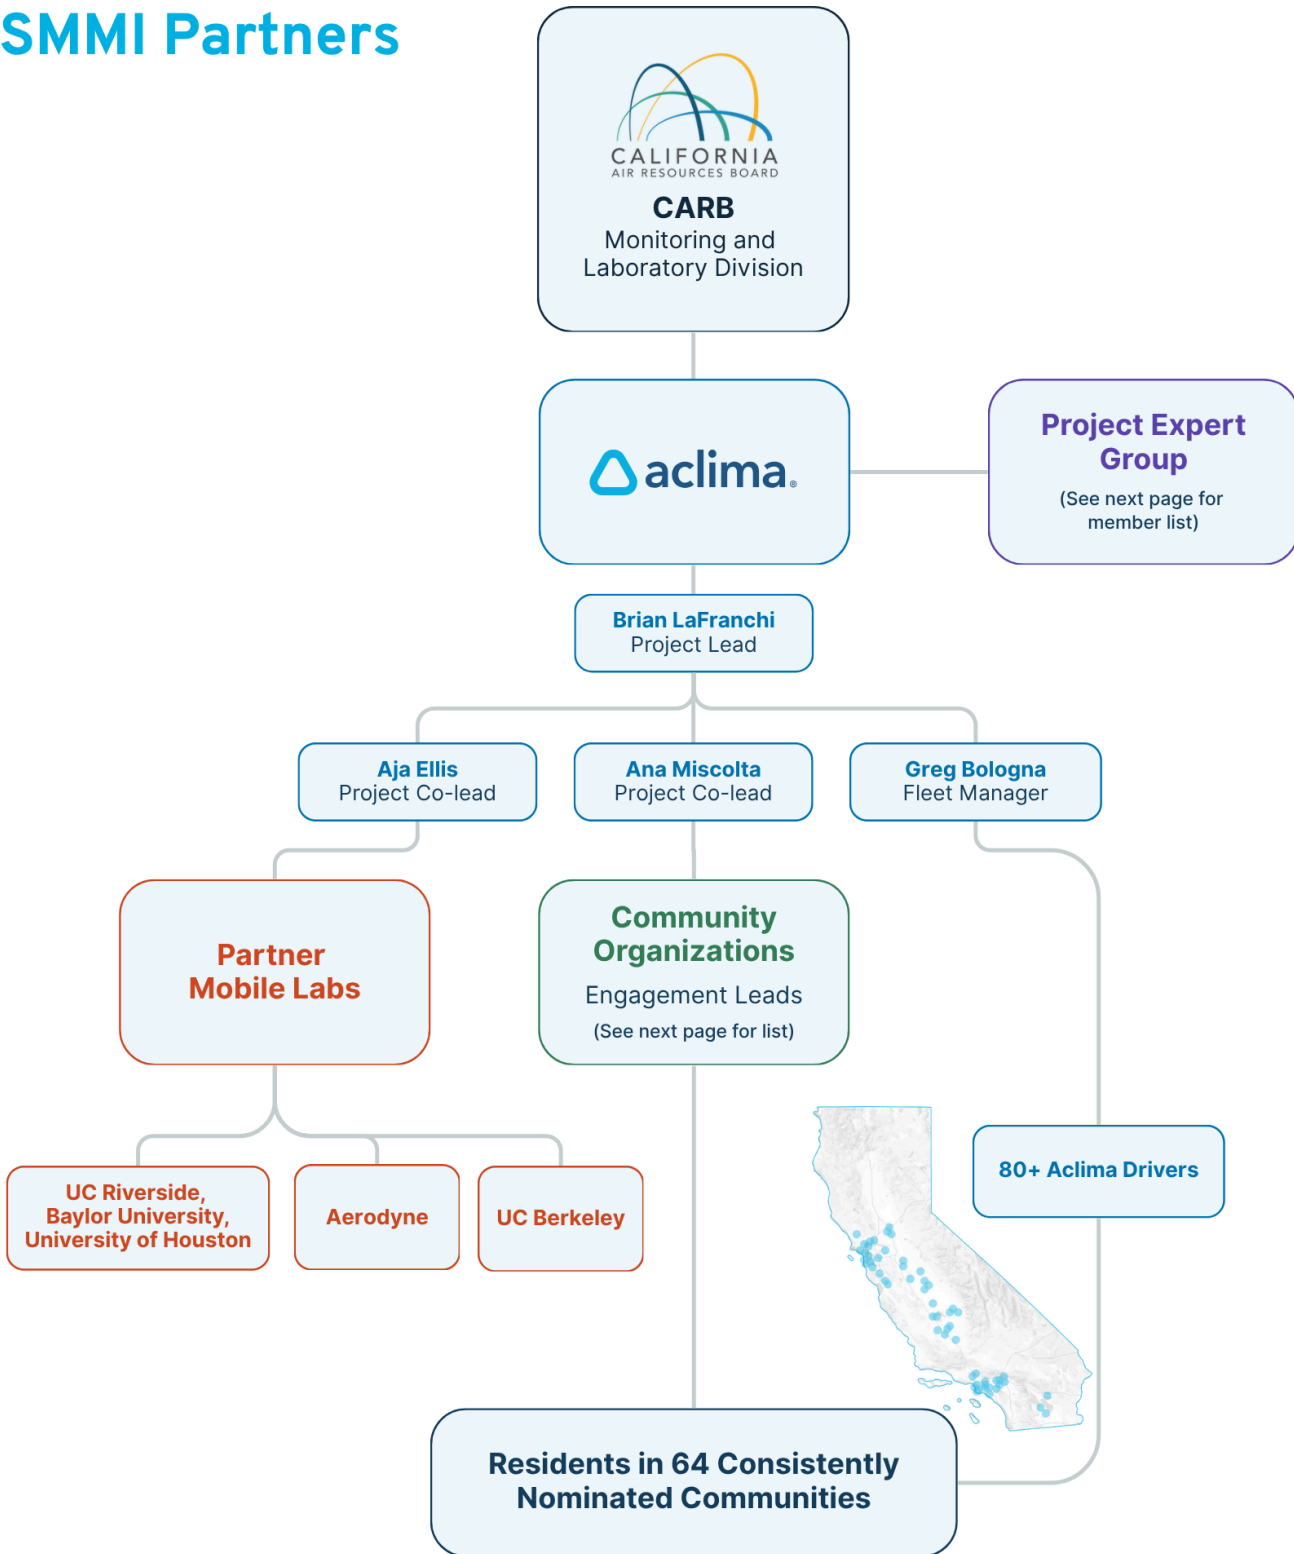 SMMI Partners
CALIFORNIA
AIR RESOURCES BOARD
CARB
Monitoring and
Laboratory Division
aclima®
Project Expert
Group
(See next page for
member list)
Brian LaFranchi
Project Lead
Aja Ellis
Project Co-lead
Ana Miscolta
Project Co-lead
Greg Bologna
Fleet Manager
Partner
Mobile Labs
Community
Organizations
Engagement Leads
(See next page for list)
UC Riverside,
Baylor University,
University of Houston
Aerodyne
UC Berkeley
80+ Aclima Drivers
Residents in 64 Consistently
Nominated Communities